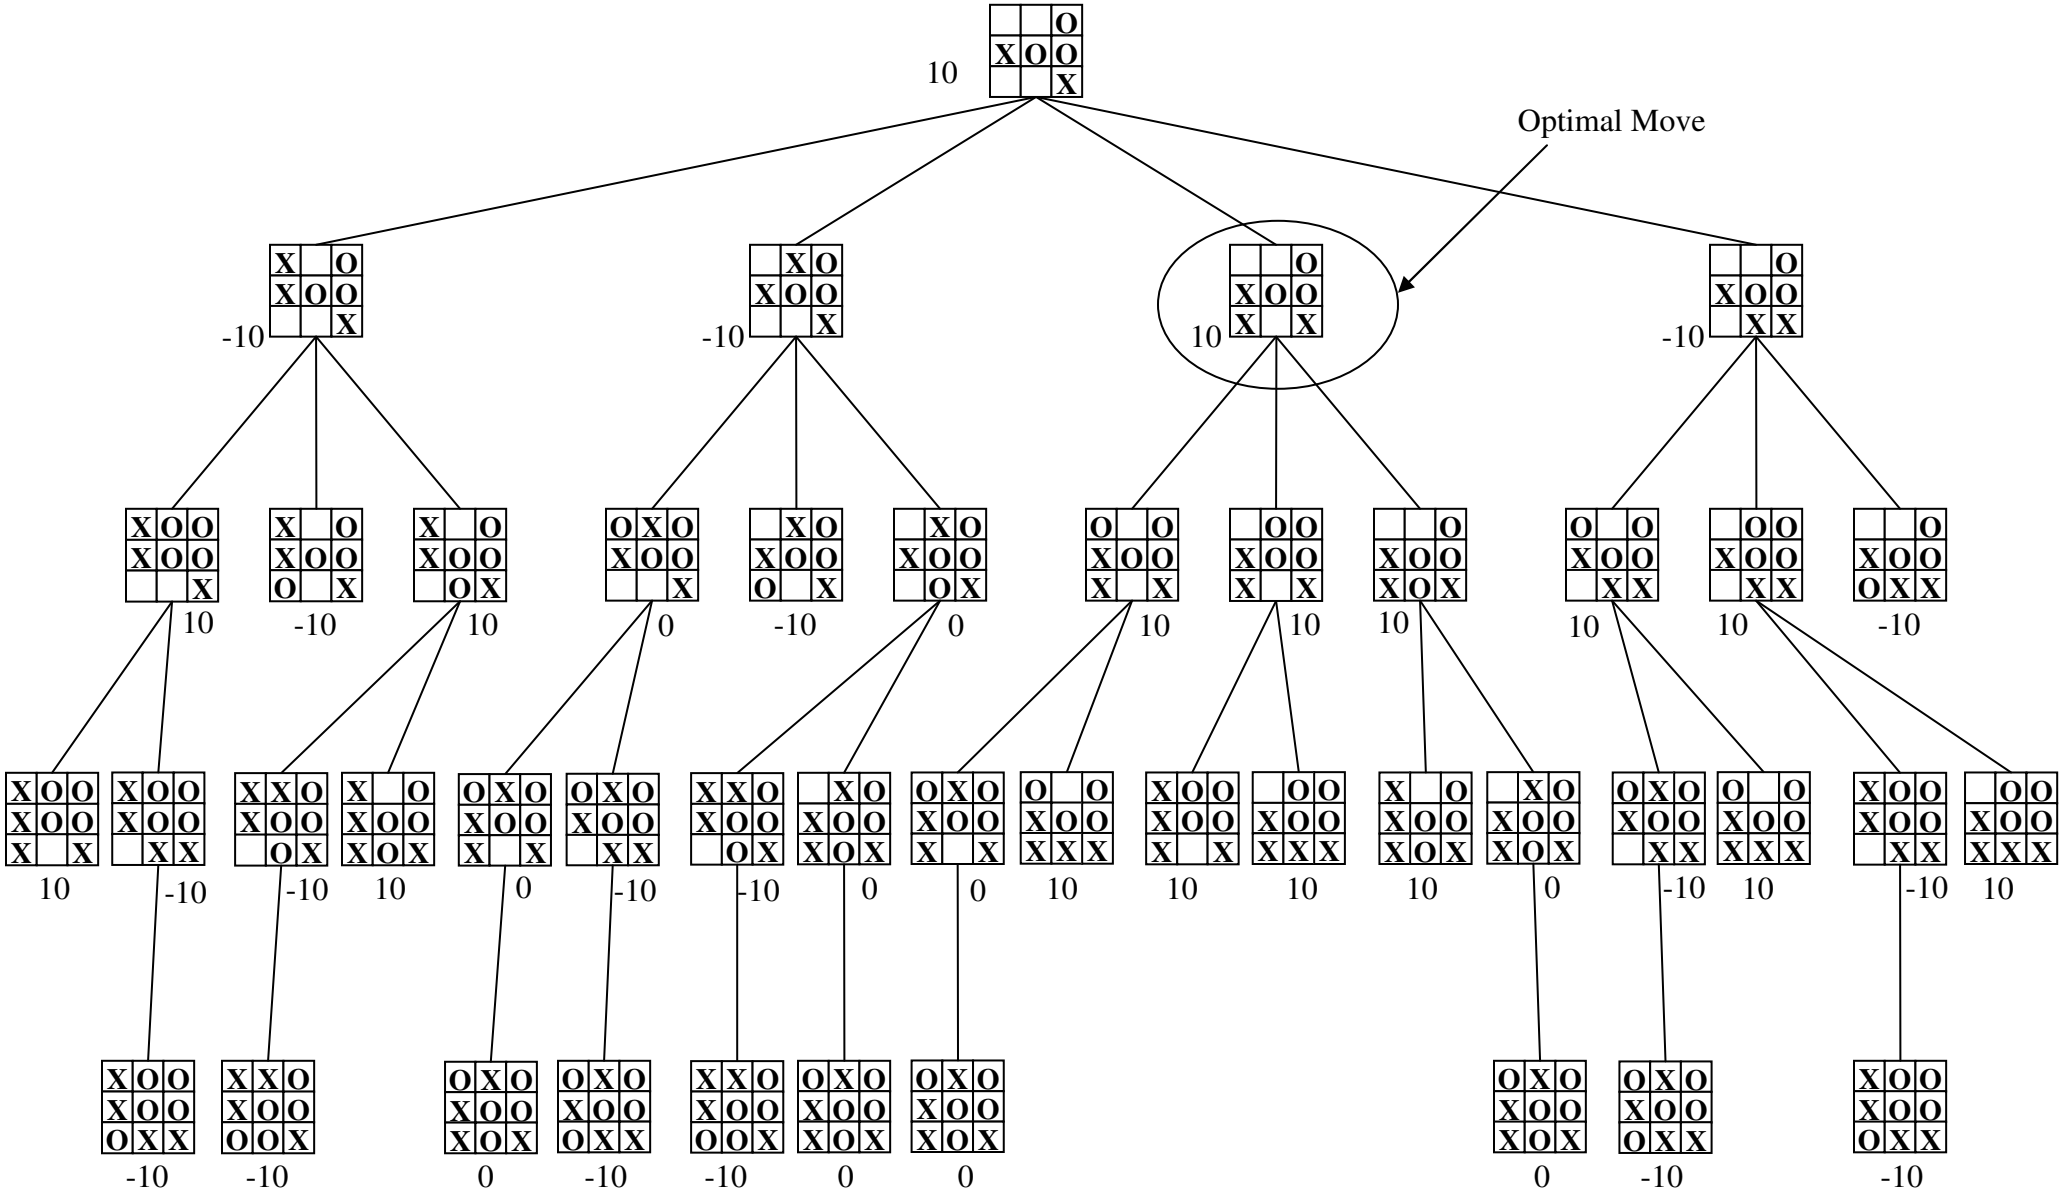 O
X O O
X
10
Optimal Move
X O
X O O
X
-10
X O
X O O
X
-10
O
X O O
X X
10
O
X O O
X X
-10
X O O
X O O
X
10
X O
X O O
O X
-10
X O
X O O
O X
10
O X O
X O O
X
0
X O
X O O
O X
-10
X O
X O O
O X
0
O O
X O O
X X
10
O O
X O O
X X
10
O
X O O
X O X
10
O O
X O O
X X
10
O O
X O O
X X
10
O
X O O
O X X
-10
X O O
X O O
X X
10
X O O
X O O
X X
-10
X X O
X O O
O X
-10
X O
X O O
X O X
10
O X O
X O O
X X
0
O X O
X O O
X X
-10
X X O
X O O
O X
-10
X O
X O O
X O X
0
O X O
X O O
X X
0
O O
X O O
X X X
10
X O O
X O O
X X
10
O O
X O O
X X X
10
X O
X O O
X O X
10
X O
X O O
X O X
0
O X O
X O O
X X
-10
O O
X O O
X X X
10
X O O
X O O
X X
-10
O O
X O O
X X X
10
X O O
X O O
O X X
-10
X X O
X O O
O O X
-10
O X O
X O O
X O X
0
O X O
X O O
O X X
-10
X X O
X O O
O O X
-10
O X O
X O O
X O X
0
O X O
X O O
X O X
0
O X O
X O O
X O X
0
O X O
X O O
O X X
-10
X O O
X O O
O X X
-10